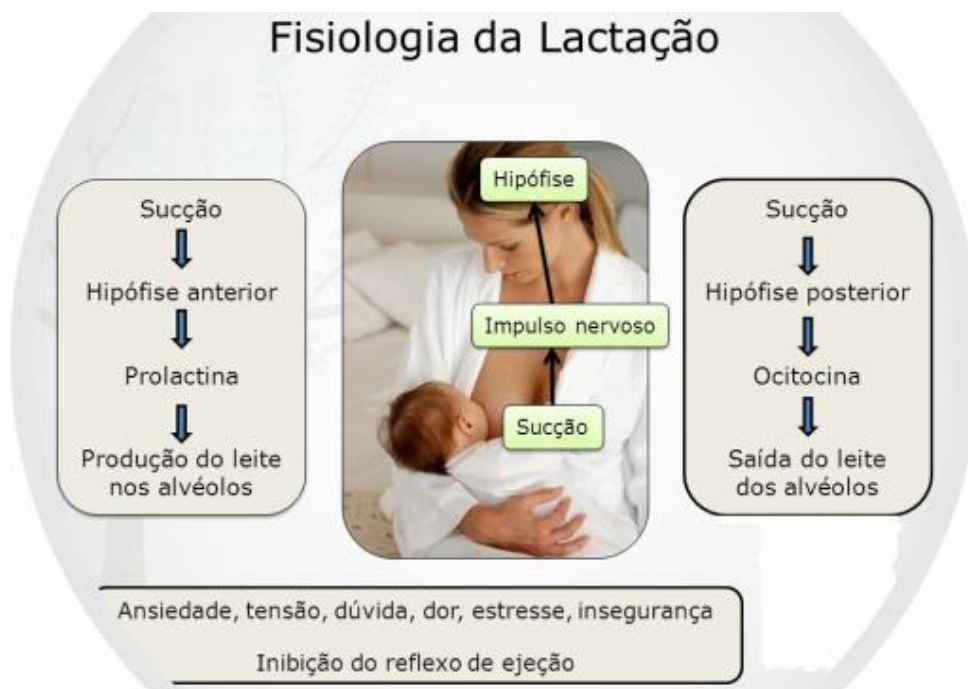 Fisiologia da Lactação
Sucção
Hipófise anterior
Prolactina
Produção do leite
nos alvéolos
Hipófise
Impulso nervoso
Sucção
Sucção
Hipófise posterior
Ocitocina
Saída do leite
dos alvéolos
Ansiedade, tensão, dúvida, dor, estresse, insegurança
Inibição do reflexo de ejeção